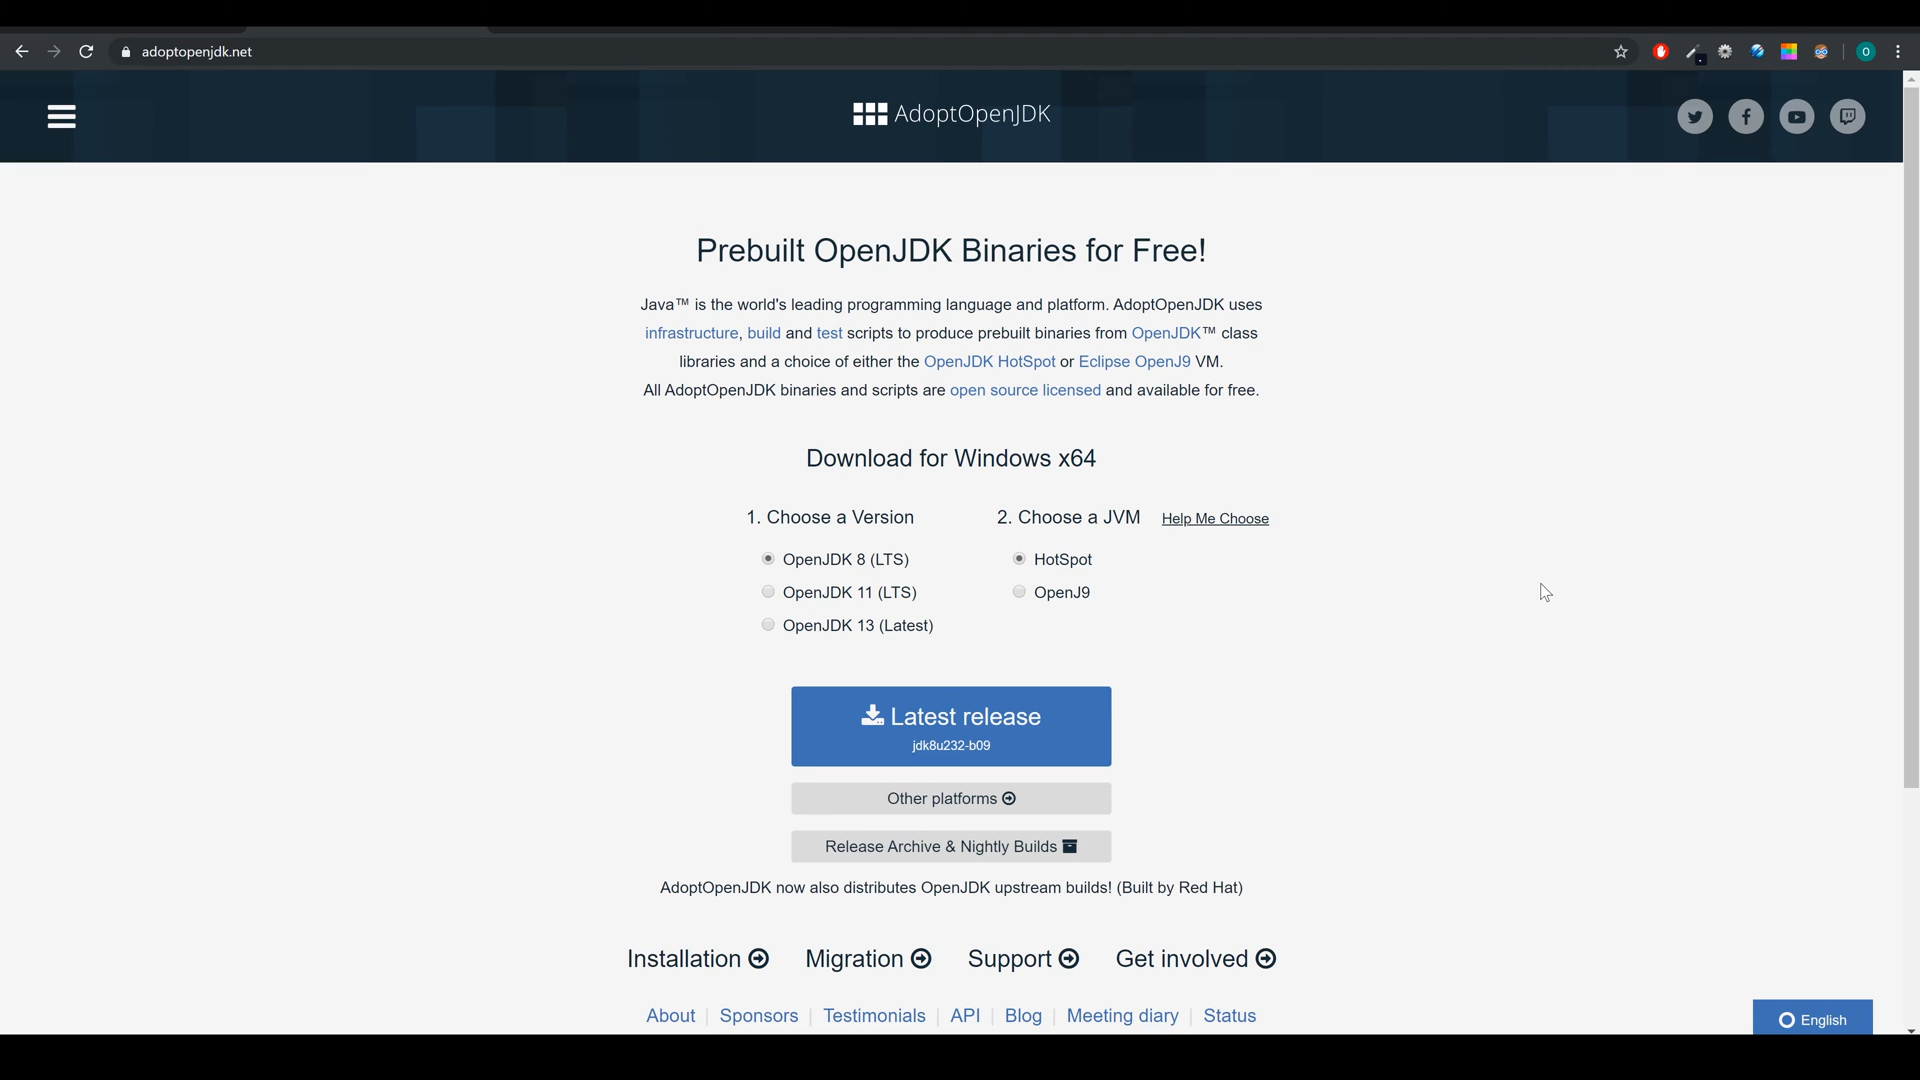 adoptopenjdk.net
O
AdoptOpenJDK
Prebuilt OpenJDK Binaries for Free!
Java™ is the world's leading programming language and platform. AdoptOpenJDK uses
infrastructure, build and test scripts to produce prebuilt binaries from OpenJDK™ class
libraries and a choice of either the OpenJDK HotSpot or Eclipse OpenJ9 VM.
All AdoptOpenJDK binaries and scripts are open source licensed and available for free.
Download for Windows x64
1. Choose a Version
2. Choose a JVM Help Me Choose
OpenJDK 8 (LTS)
HotSpot
OpenJDK 11 (LTS)
OpenJ9
OpenJDK 13 (Latest)
Latest release
jdk8u232-b09
Other platforms
Release Archive & Nightly Builds
AdoptOpenJDK now also distributes OpenJDK upstream builds! (Built by Red Hat)
Installation Migration Support Get involved
About | Sponsors | Testimonials | API | Blog | Meeting diary | Status
English